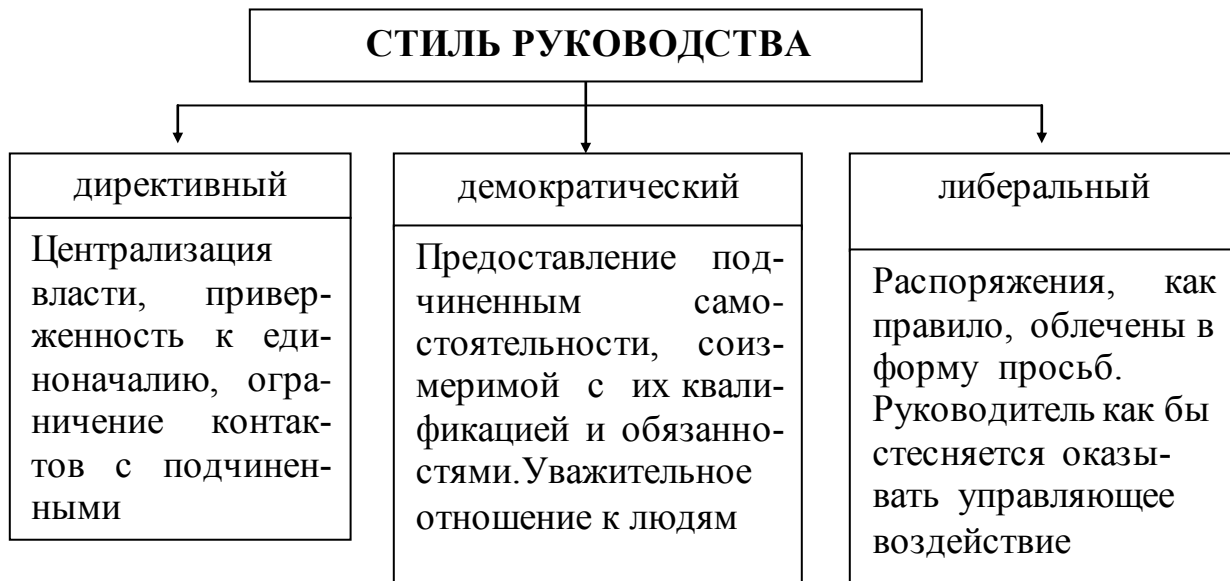 СТИЛЬ РУКОВОДСТВА
директивный
Централизация
власти, привер-
женность к еди-
ноначалию, огра-
ничение контак-
тов с подчинен-
ными
демократический
Предоставление под-
чиненным само-
стоятельности, соиз-
меримой с их квали-
фикацией и обязанно-
стями.Уважительное
отношение к людям
либеральный
Распоряжения, как
правило, облечены в
форму просьб.
Руководитель как бы
стесняется оказы-
вать управляющее
воздействие